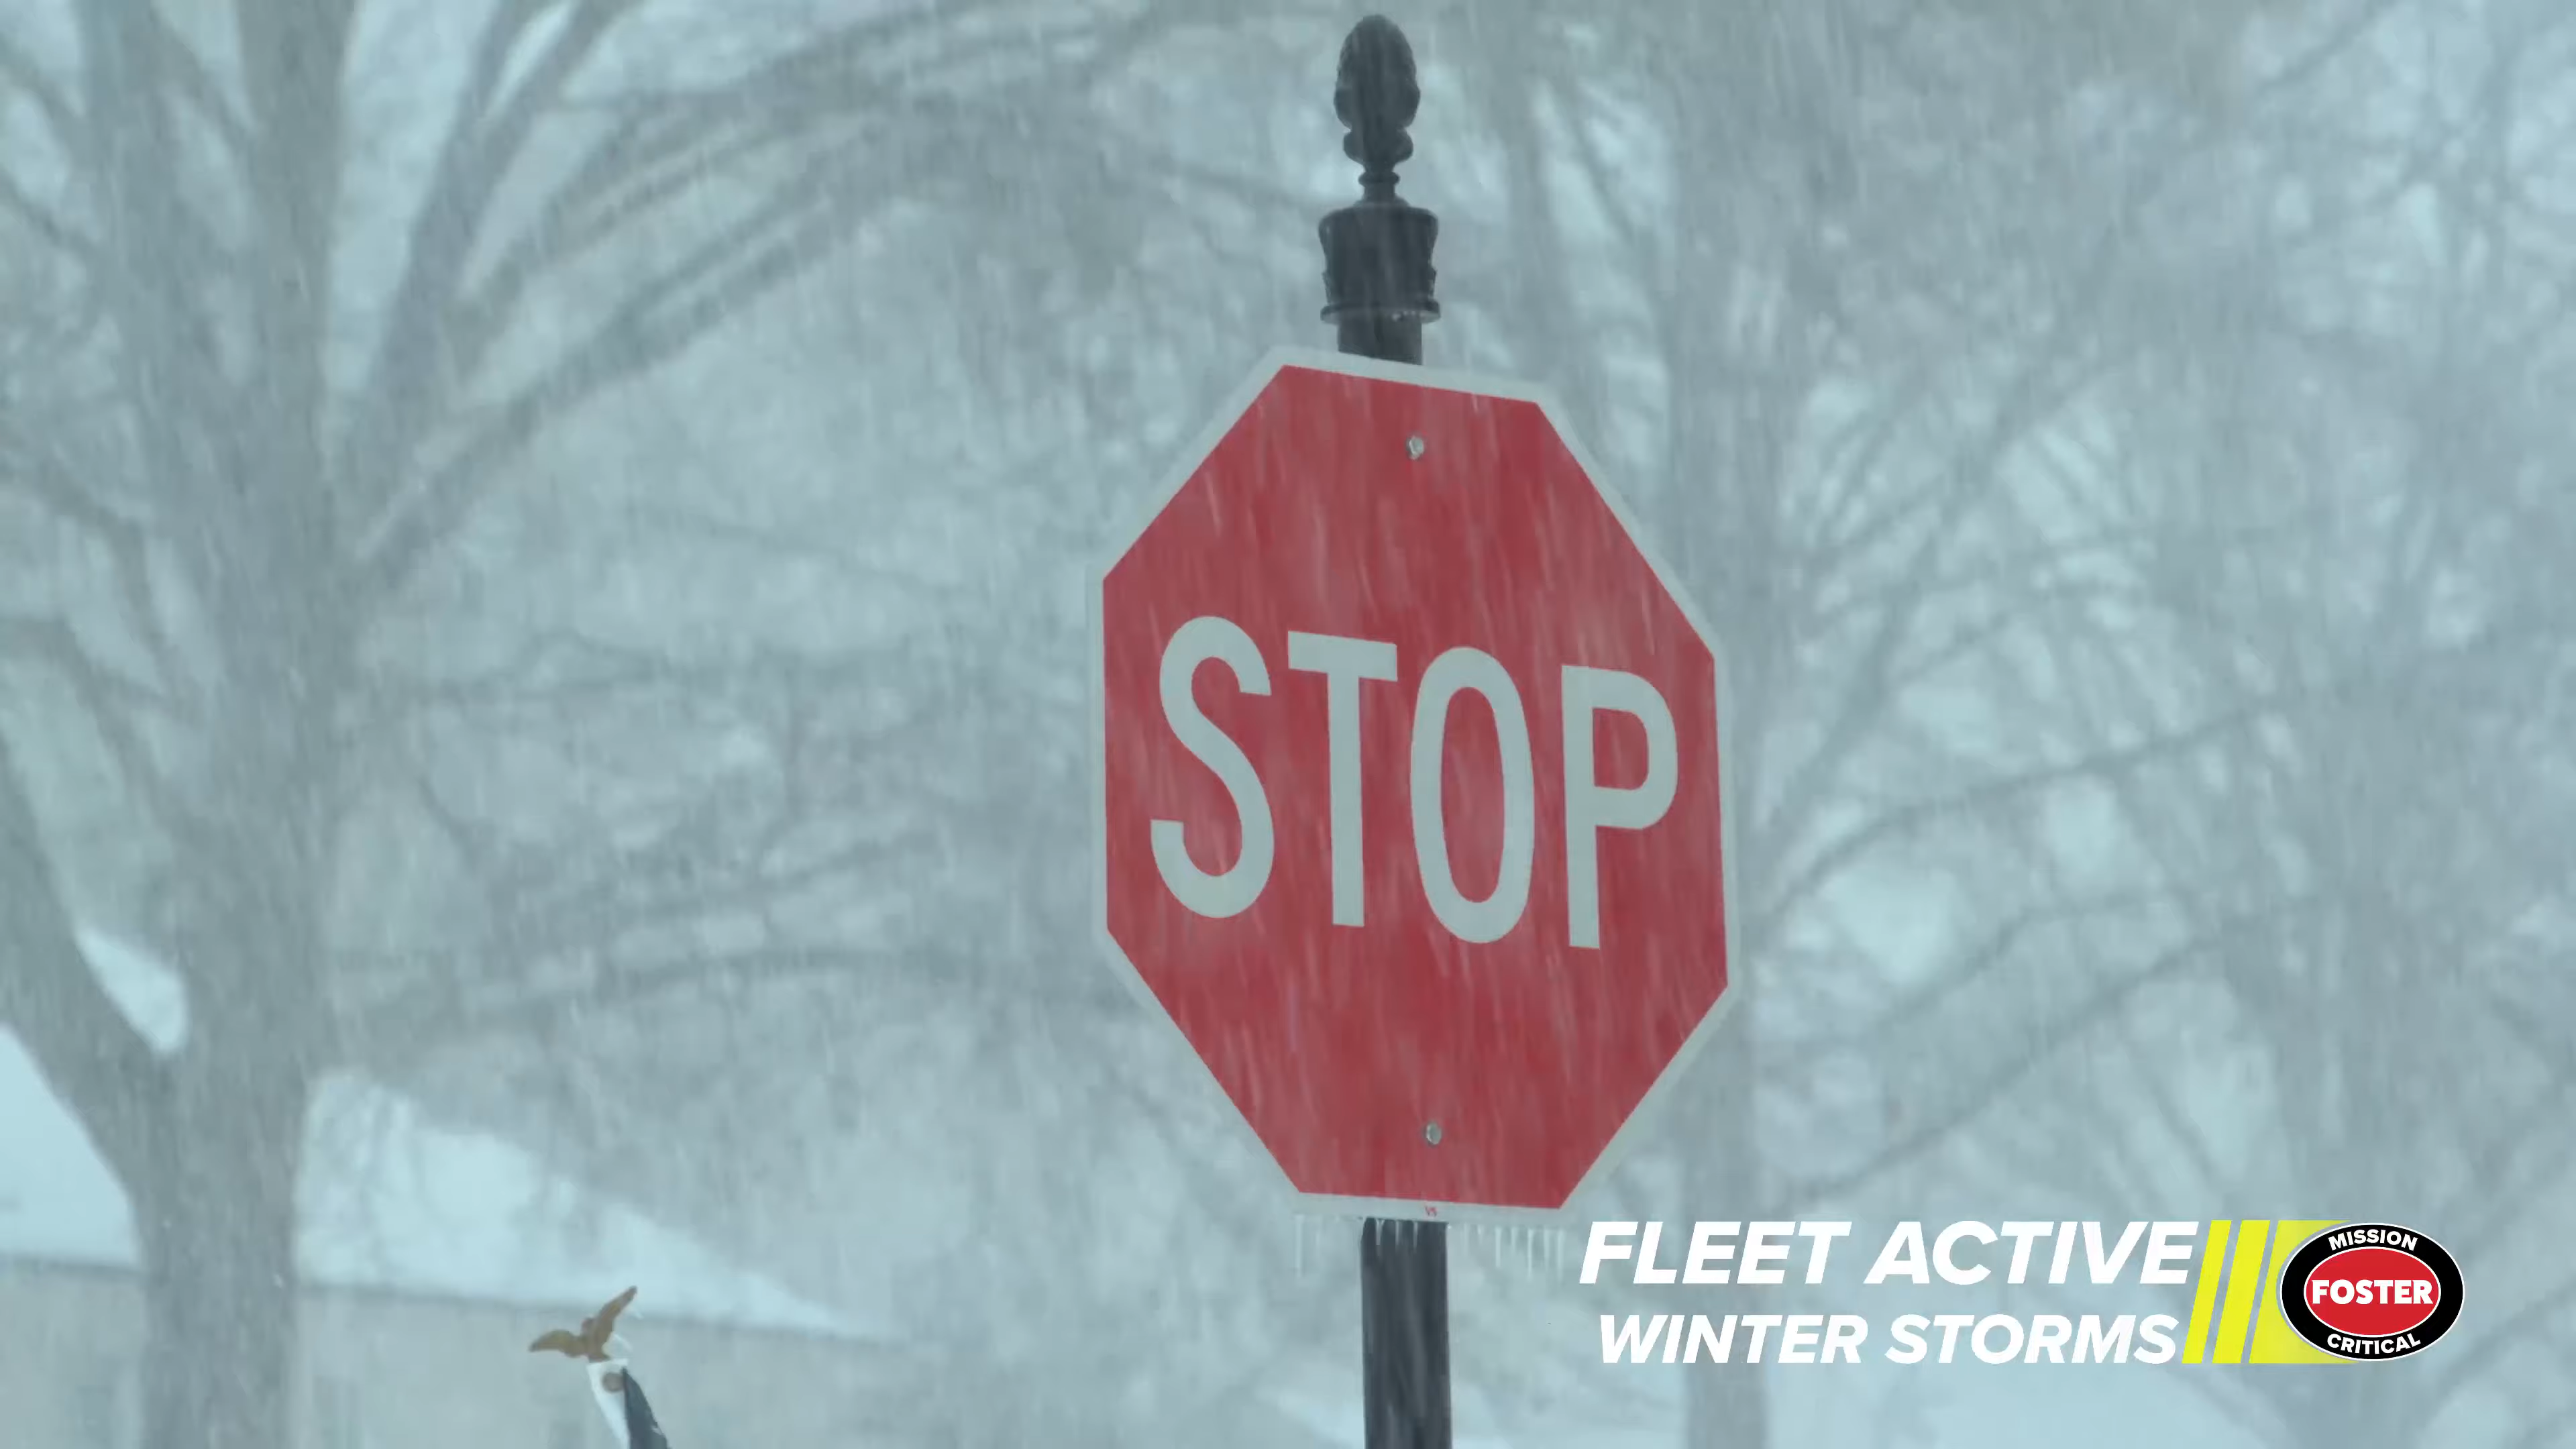 STOP
FLEET ACTIVE
WINTER STORMS
MISSION
FOSTER
CRITICAL